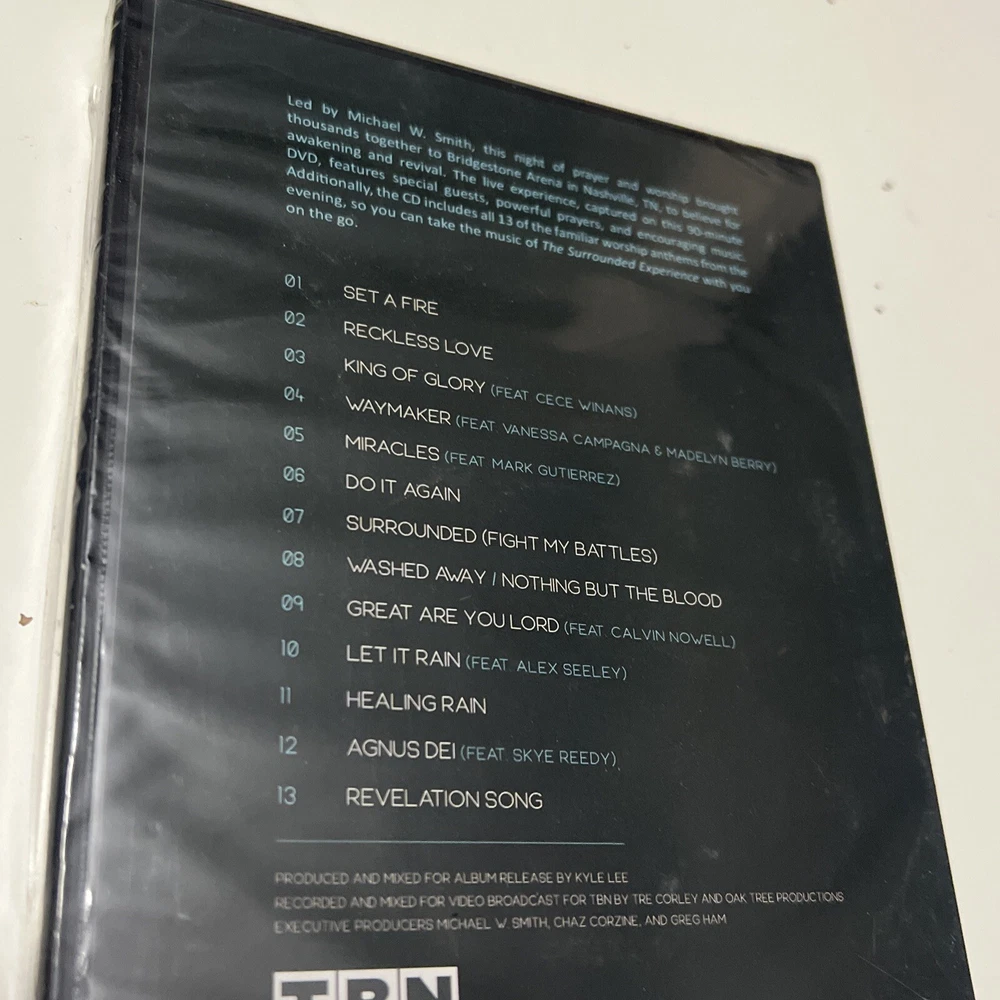 Led by Michael W. Smith, this night of prayer and worship brought
thousands together to Bridgestone Arena in Nashville, TN, to believe for
awakening and revival. The live experience, captured on this 90-minute
DVD, features special guests, powerful prayers, and encouraging music.
Additionally, the CD includes all 13 of the familiar worship anthems from the
evening, so you can take the music of The Surrounded Experience with you
on the go.
01 SET A FIRE
02 RECKLESS LOVE
03 KING OF GLORY (FEAT. CECE WINANS)
04 WAYMAKER (FEAT. VANESSA CAMPAGNA & MADELYN BERRY)
05 MIRACLES (FEAT. MARK GUTIERREZ)
06 DO IT AGAIN
07 SURROUNDED (FIGHT MY BATTLES)
08 WASHED AWAY / NOTHING BUT THE BLOOD
09 GREAT ARE YOU LORD (FEAT. CALVIN NOWELL)
10 LET IT RAIN (FEAT. ALEX SEELEY)
11 HEALING RAIN
12 AGNUS DEI (FEAT. SKYE REEDY)
13 REVELATION SONG
PRODUCED AND MIXED FOR ALBUM RELEASE BY KYLE LEE
RECORDED AND MIXED FOR VIDEO BROADCAST FOR TBN BY TRE CORLEY AND OAK TREE PRODUCTIONS
EXECUTIVE PRODUCERS MICHAEL W. SMITH, CHAZ CORZINE, AND GREG HAM
TBN